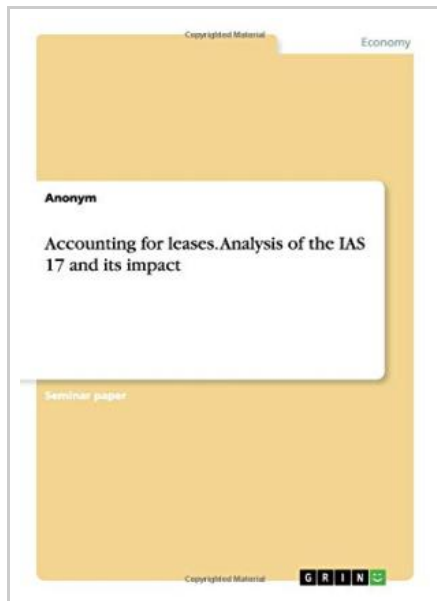 Copyrighted Material
Economy
Anonym
Accounting for leases. Analysis of the IAS
17 and its impact
Seminar paper
Copyrighted Material
GRIN